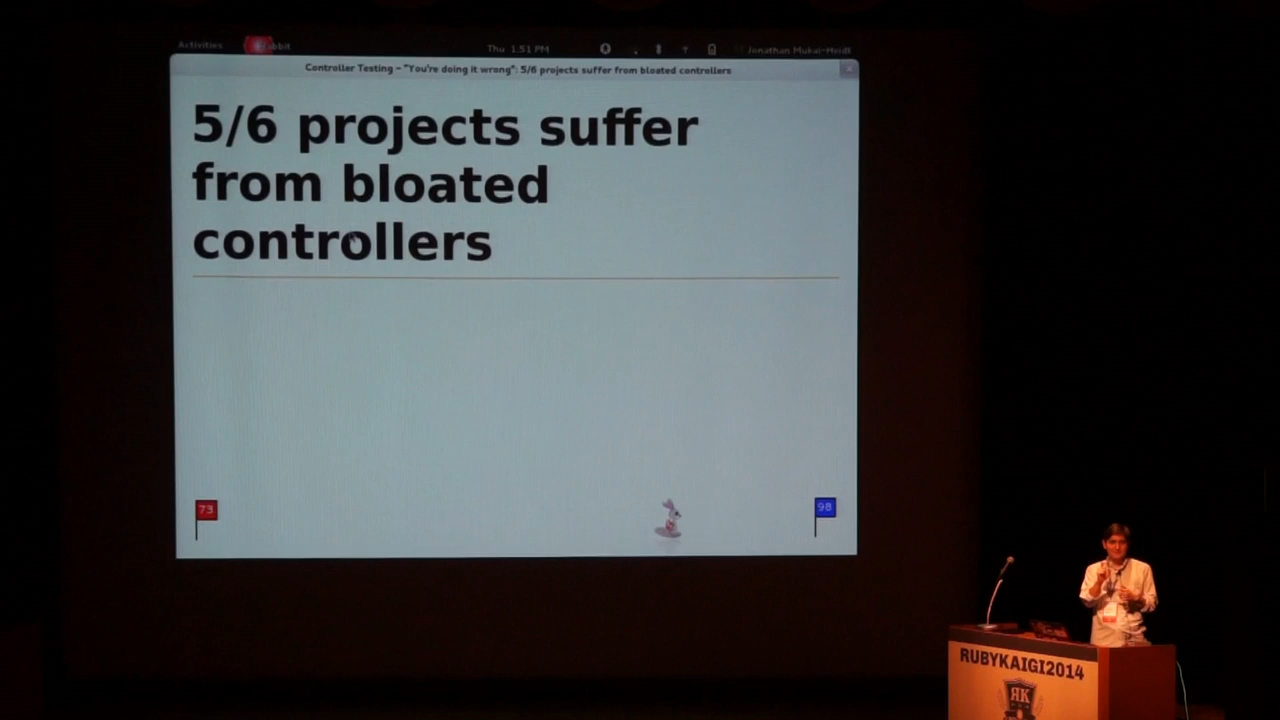 Activities
Thu 1:51 PM
Jonathan Mukai-Heidt
Controller Testing - "You're doing it wrong": 5/6 projects suffer from bloated controllers
5/6 projects suffer
from bloated
controllers
73
98
RUBYKAIGI2014
RK